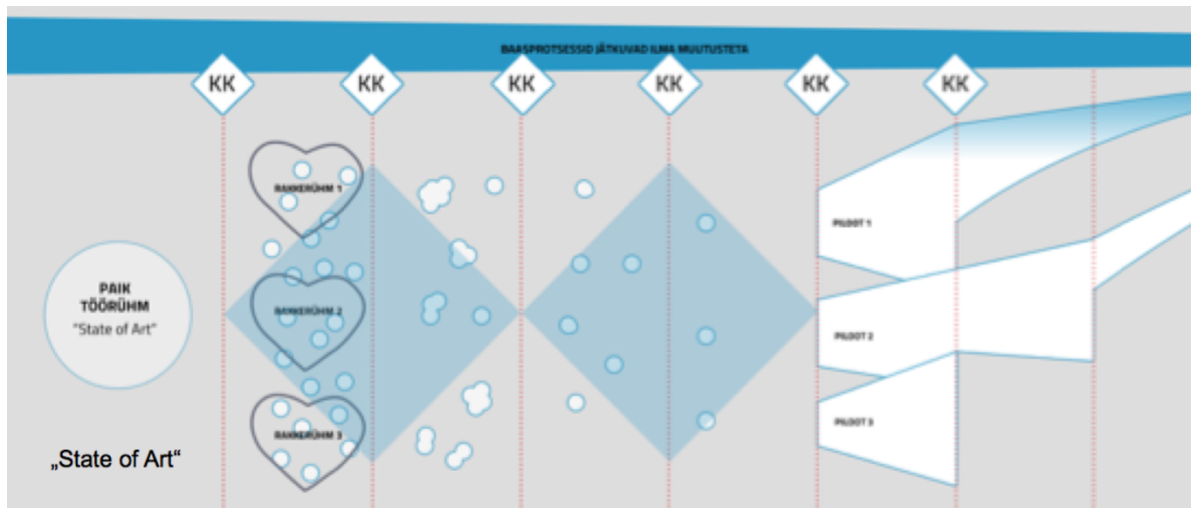 BAASPROTSESSID JÄTKUVAD ILMA MUUTUSTETA
KK KK KK KK KK KK
RAKKERÜHM 1
PILOOT 1
PAIK
TÖÖRÜHM
"State of Art"
RAKKERÜHM 2
PILOOT 2
RAKKERÜHM 3
PILOOT 3
„State of Art“